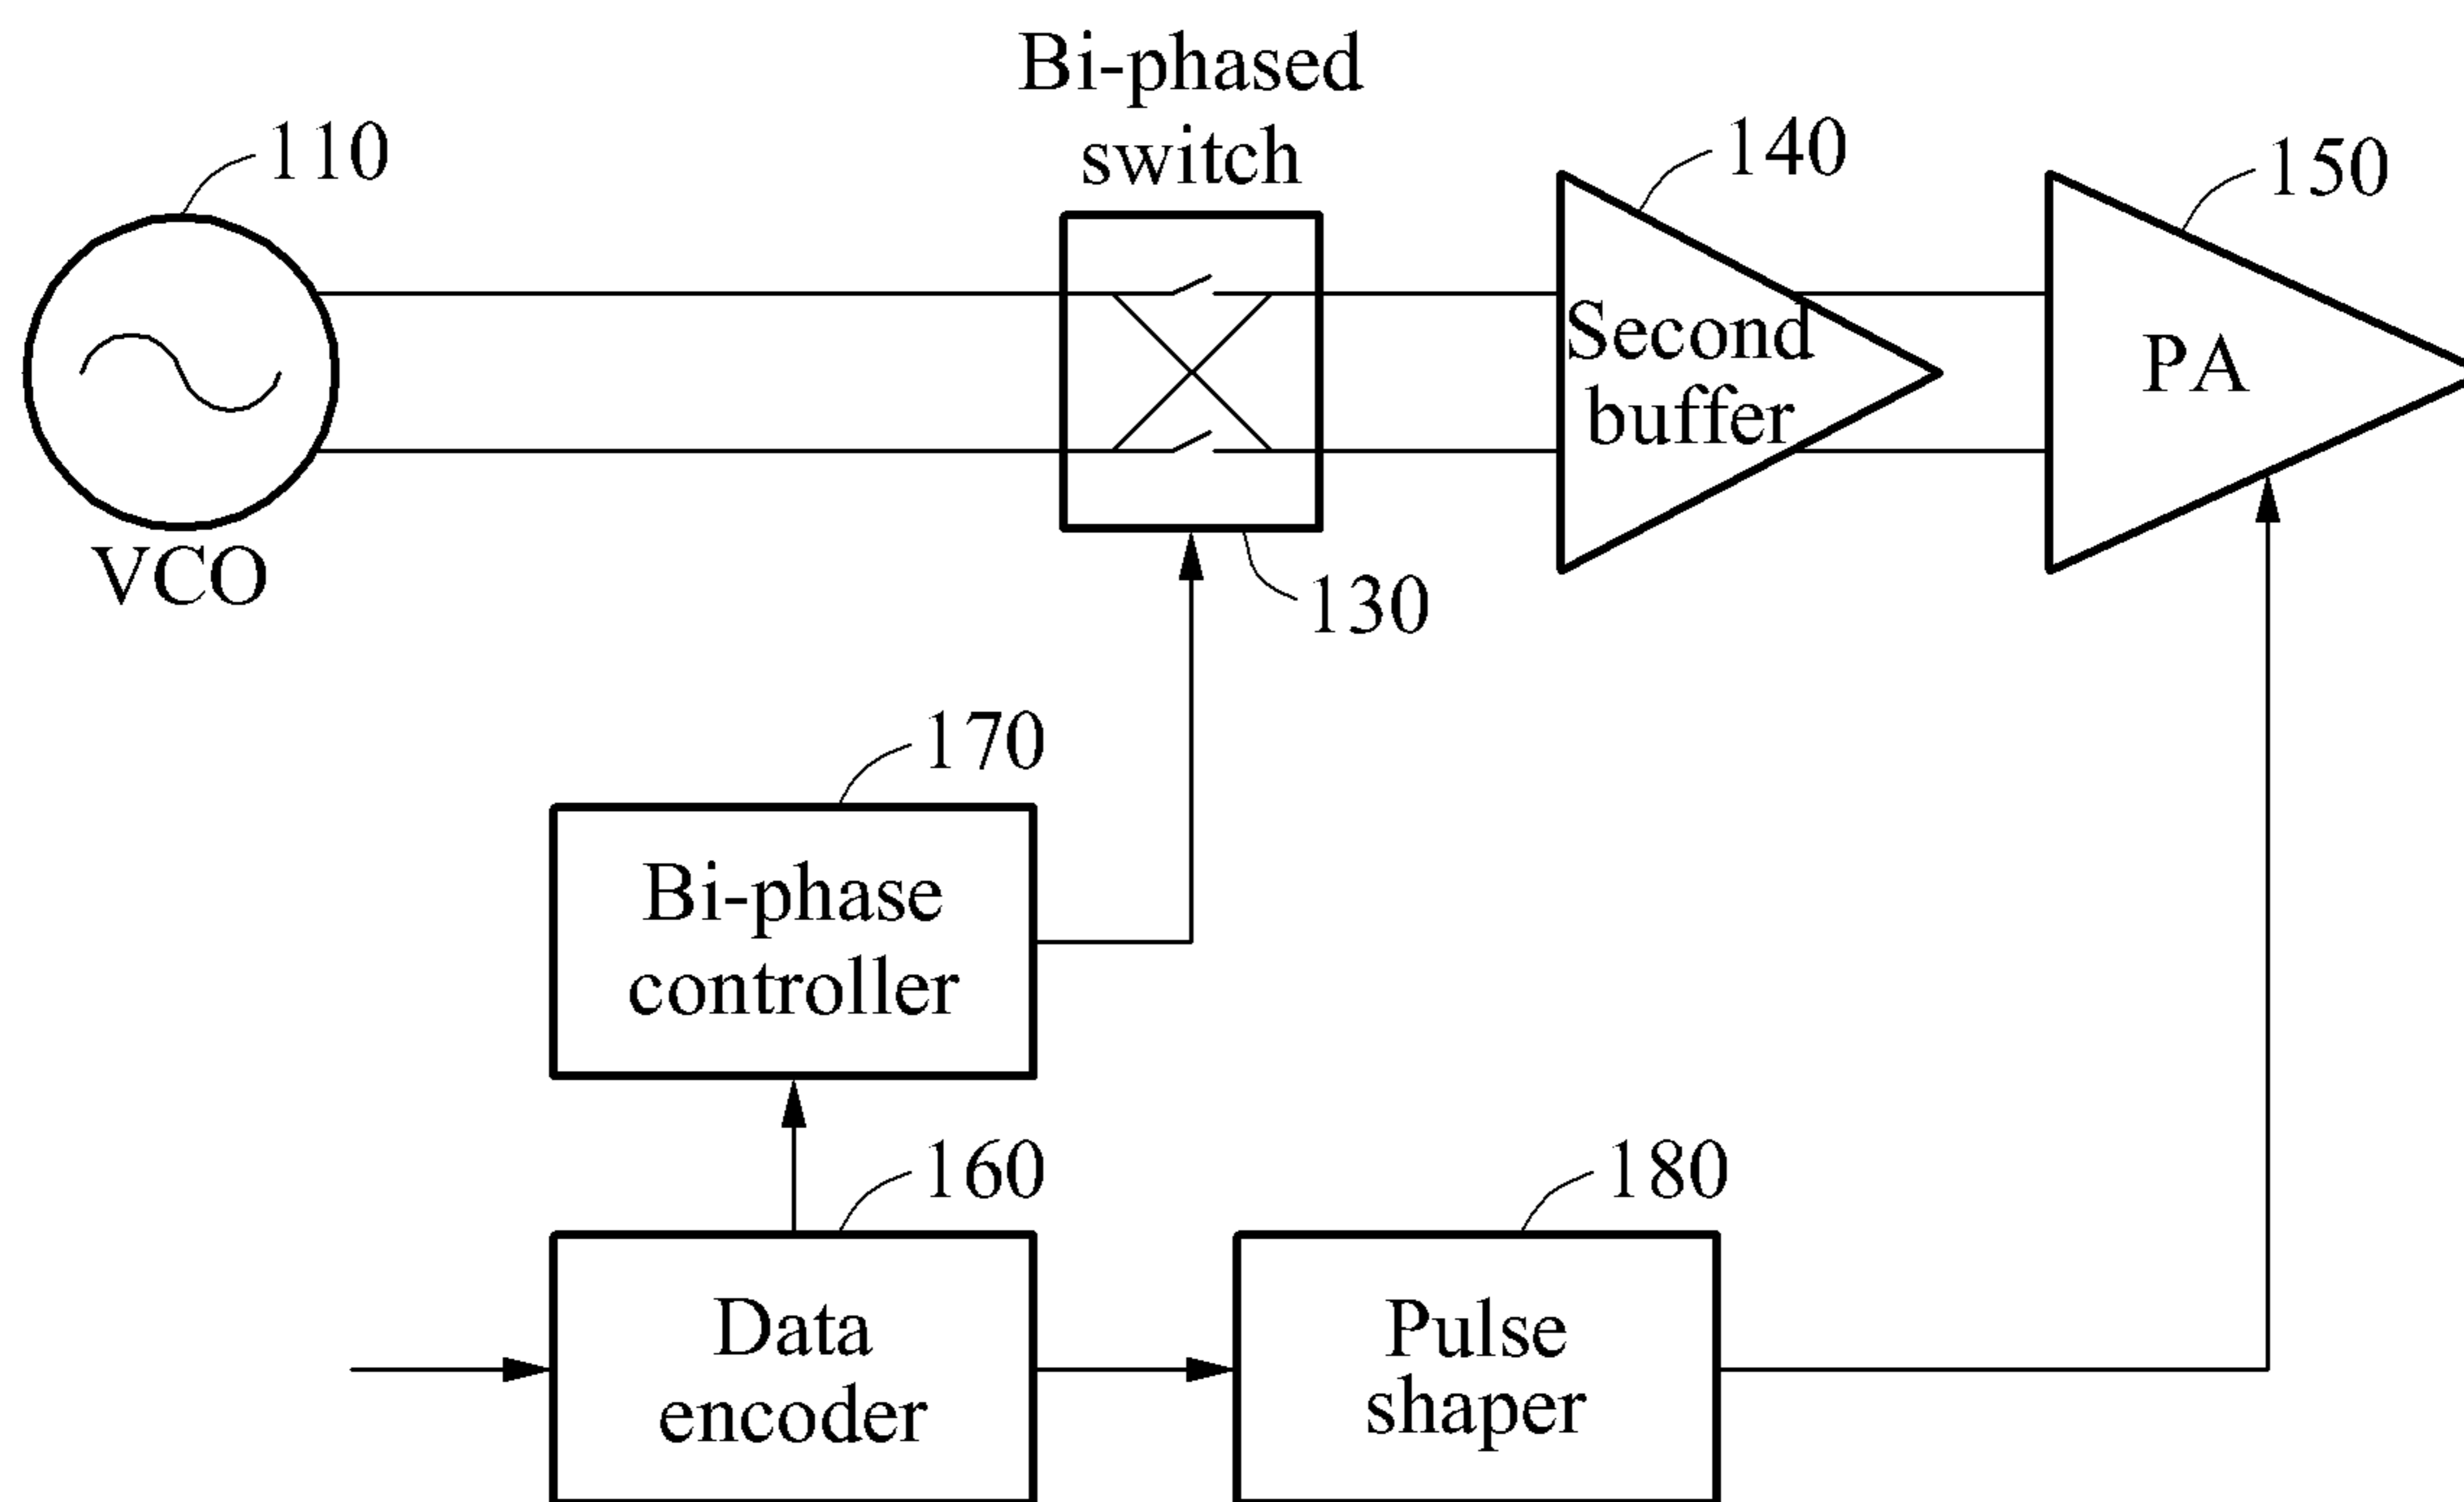 Bi-phased
switch
110
140
150
Second
buffer
PA
VCO
130
170
Bi-phase
controller
160
180
Data
encoder
Pulse
shaper